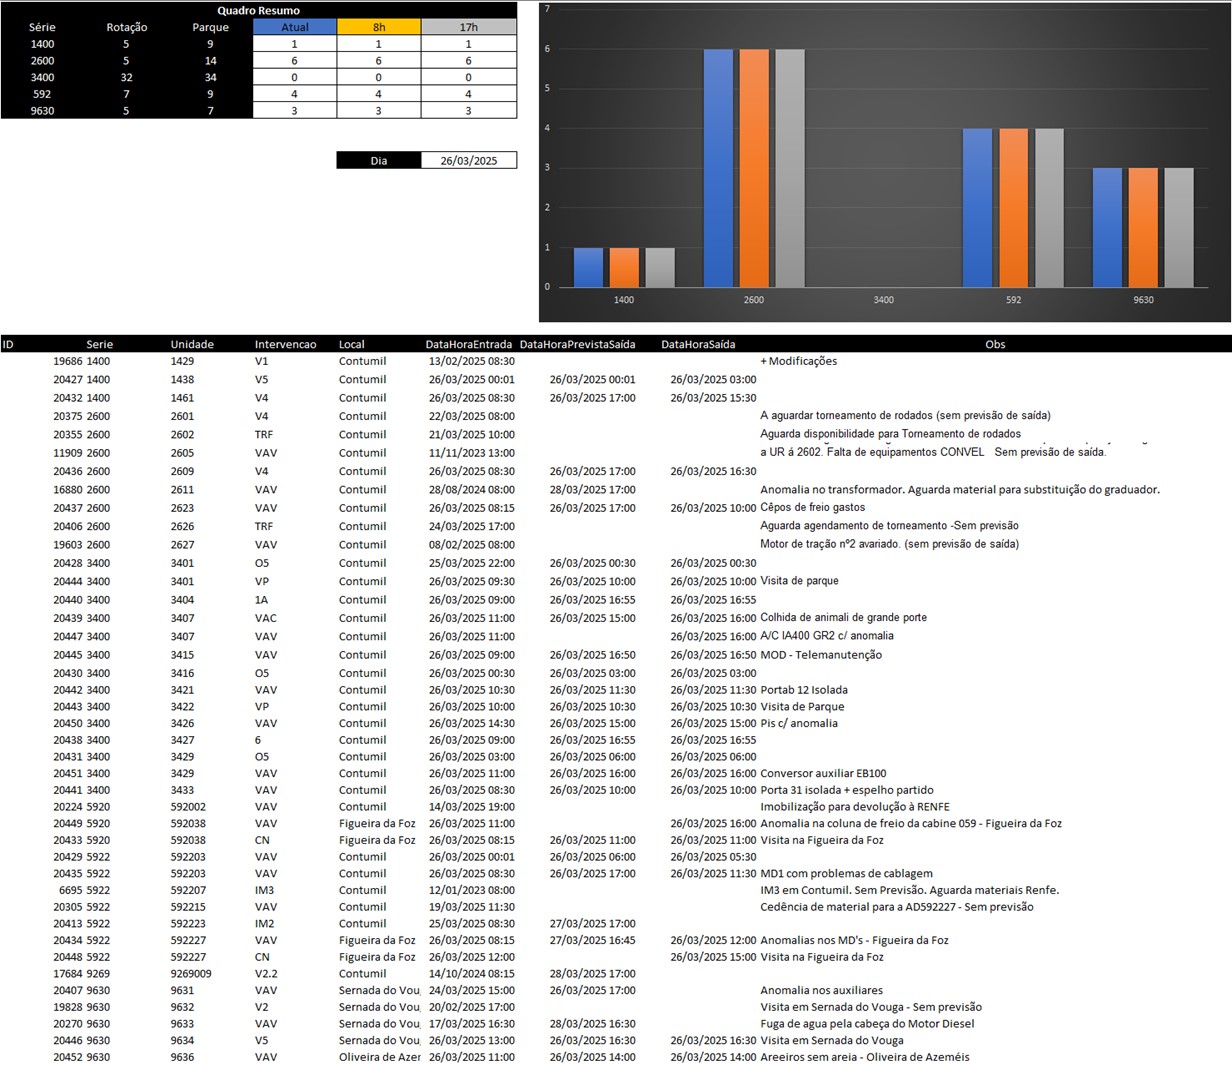 Quadro Resumo
Série Rotação Parque Atual 8h 17h
1400 5 9 1 1 1
2600 5 14 6 6 6
3400 32 34 0 0 0
592 7 9 4 4 4
9630 5 7 3 3 3
Dia 26/03/2025
7
6
5
4
3
2
1
0
1400 2600 3400 592 9630
ID Serie Unidade Intervencao Local DataHoraEntrada DataHoraPrevistaSaída DataHoraSaída Obs
19686 1400 1429 V1 Contumil 13/02/2025 08:30 + Modificações
20427 1400 1438 V5 Contumil 26/03/2025 00:01 26/03/2025 00:01 26/03/2025 03:00
20432 1400 1461 V4 Contumil 26/03/2025 08:30 26/03/2025 17:00 26/03/2025 15:30
20375 2600 2601 V4 Contumil 22/03/2025 08:00 A aguardar torneamento de rodados (sem previsão de saída)
20355 2600 2602 TRF Contumil 21/03/2025 10:00 Aguarda disponibilidade para Torneamento de rodados
11909 2600 2605 VAV Contumil 11/11/2023 13:00 a UR á 2602. Falta de equipamentos CONVEL Sem previsão de saída.
20436 2600 2609 V4 Contumil 26/03/2025 08:30 26/03/2025 17:00 26/03/2025 16:30
16880 2600 2611 VAV Contumil 28/08/2024 08:00 28/03/2025 17:00 Anomalia no transformador. Aguarda material para substituição do graduador.
20437 2600 2623 VAV Contumil 26/03/2025 08:15 26/03/2025 17:00 26/03/2025 10:00 Cêpos de freio gastos
20406 2600 2626 TRF Contumil 24/03/2025 17:00 Aguarda agendamento de torneamento -Sem previsão
19603 2600 2627 VAV Contumil 08/02/2025 08:00 Motor de tração nº2 avariado. (sem previsão de saída)
20428 3400 3401 O5 Contumil 25/03/2025 22:00 26/03/2025 00:30 26/03/2025 00:30
20444 3400 3401 VP Contumil 26/03/2025 09:30 26/03/2025 10:00 26/03/2025 10:00 Visita de parque
20440 3400 3404 1A Contumil 26/03/2025 09:00 26/03/2025 16:55 26/03/2025 16:55
20439 3400 3407 VAC Contumil 26/03/2025 11:00 26/03/2025 15:00 26/03/2025 16:00 Colhida de animali de grande porte
20447 3400 3407 VAV Contumil 26/03/2025 11:00 26/03/2025 16:00 A/C IA400 GR2 c/ anomalia
20445 3400 3415 VAV Contumil 26/03/2025 09:00 26/03/2025 16:50 26/03/2025 16:50 MOD - Telemanutenção
20430 3400 3416 O5 Contumil 26/03/2025 00:30 26/03/2025 03:00 26/03/2025 03:00
20442 3400 3421 VAV Contumil 26/03/2025 10:30 26/03/2025 11:30 26/03/2025 11:30 Portab 12 Isolada
20443 3400 3422 VP Contumil 26/03/2025 10:00 26/03/2025 10:30 26/03/2025 10:30 Visita de Parque
20450 3400 3426 VAV Contumil 26/03/2025 14:30 26/03/2025 15:00 26/03/2025 15:00 Pis c/ anomalia
20438 3400 3427 6 Contumil 26/03/2025 09:00 26/03/2025 16:55 26/03/2025 16:55
20431 3400 3429 O5 Contumil 26/03/2025 03:00 26/03/2025 06:00 26/03/2025 06:00
20451 3400 3429 VAV Contumil 26/03/2025 11:00 26/03/2025 16:00 26/03/2025 16:00 Conversor auxiliar EB100
20441 3400 3433 VAV Contumil 26/03/2025 08:30 26/03/2025 10:00 26/03/2025 10:00 Porta 31 isolada + espelho partido
20224 5920 592002 VAV Contumil 14/03/2025 19:00 Imobilização para devolução à RENFE
20449 5920 592038 VAV Figueira da Foz 26/03/2025 11:00 26/03/2025 16:00 Anomalia na coluna de freio da cabine 059 - Figueira da Foz
20433 5920 592038 CN Figueira da Foz 26/03/2025 08:15 26/03/2025 11:00 26/03/2025 11:00 Visita na Figueira da Foz
20429 5922 592203 VAV Contumil 26/03/2025 00:01 26/03/2025 06:00 26/03/2025 05:30
20435 5922 592203 VAV Contumil 26/03/2025 08:30 26/03/2025 17:00 26/03/2025 11:30 MD1 com problemas de cablagem
6695 5922 592207 IM3 Contumil 12/01/2023 08:00 IM3 em Contumil. Sem Previsão. Aguarda materiais Renfe.
20305 5922 592215 VAV Contumil 19/03/2025 11:30 Cedência de material para a AD592227 - Sem previsão
20413 5922 592223 IM2 Contumil 25/03/2025 08:30 27/03/2025 17:00
20434 5922 592227 VAV Figueira da Foz 26/03/2025 08:15 27/03/2025 16:45 26/03/2025 12:00 Anomalias nos MD's - Figueira da Foz
20448 5922 592227 CN Figueira da Foz 26/03/2025 12:00 26/03/2025 15:00 Visita na Figueira da Foz
17684 9269 9269009 V2.2 Contumil 14/10/2024 08:15 28/03/2025 17:00
20407 9630 9631 VAV Sernada do Vou 24/03/2025 15:00 26/03/2025 17:00 Anomalia nos auxiliares
19828 9630 9632 V2 Sernada do Vou 20/02/2025 17:00 Visita em Sernada do Vouga - Sem previsão
20270 9630 9633 VAV Sernada do Vou 17/03/2025 16:30 28/03/2025 16:30 Fuga de agua pela cabeça do Motor Diesel
20446 9630 9634 V5 Sernada do Vou 26/03/2025 13:00 26/03/2025 16:30 26/03/2025 16:30 Visita em Sernada do Vouga
20452 9630 9636 VAV Oliveira de Azer 26/03/2025 11:00 26/03/2025 14:00 26/03/2025 14:00 Areeiros sem areia - Oliveira de Azeméis